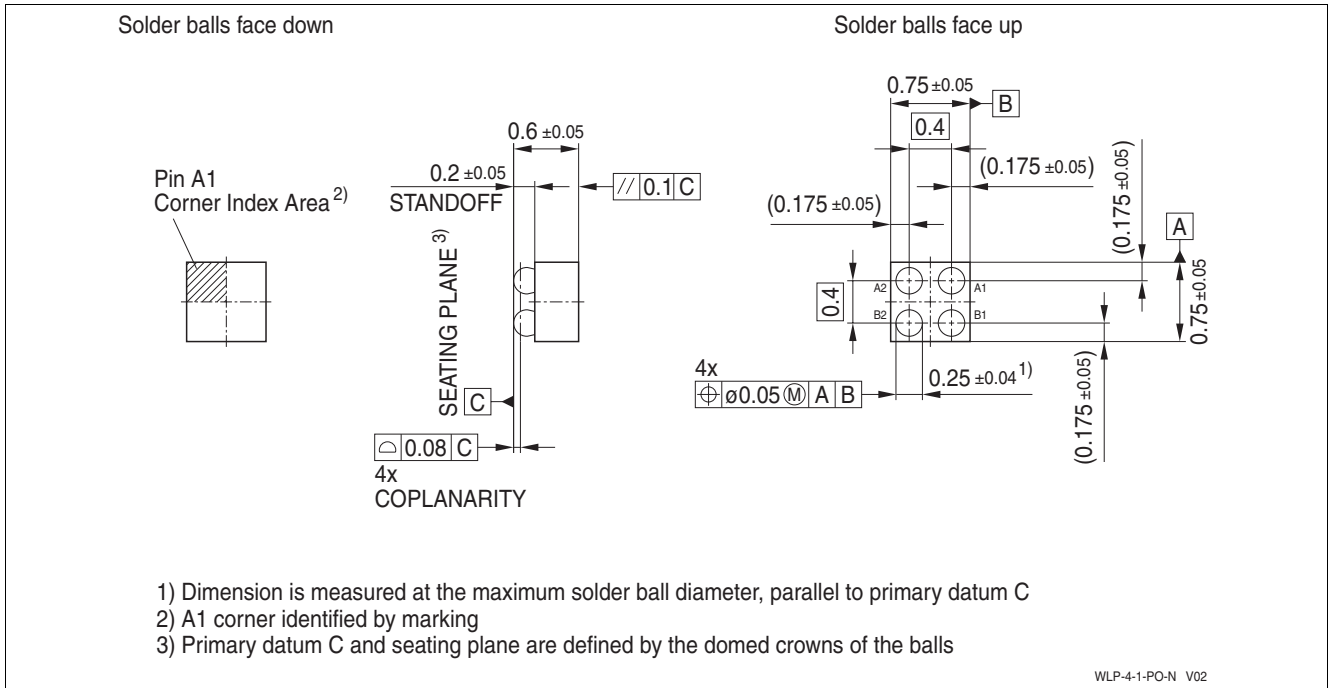 Solder balls face down
Solder balls face up
0.75 ±0.05
B
0.6 ±0.05
0.4
0.2 ±0.05
STANDOFF
// 0.1 C
(0.175 ±0.05)
(0.175 ±0.05)
(0.175 ±0.05)
A
Pin A1
Corner Index Area 2)
SEATING PLANE 3)
C
A2
A1
B2
B1
0.4
0.75 ±0.05
4x
⌖ ø0.05 Ⓜ A B
0.25 ±0.04 1)
(0.175 ±0.05)
⌓ 0.08 C
4x
COPLANARITY
1) Dimension is measured at the maximum solder ball diameter, parallel to primary datum C
2) A1 corner identified by marking
3) Primary datum C and seating plane are defined by the domed crowns of the balls
WLP-4-1-PO-N V02